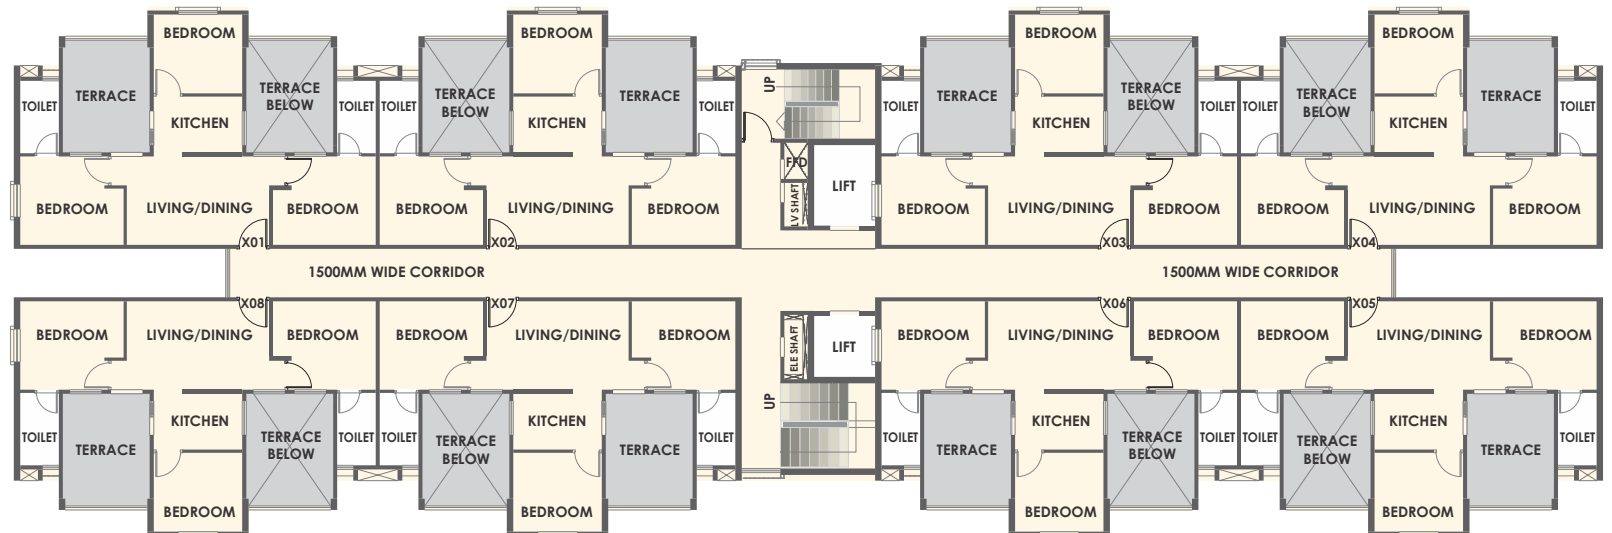 BEDROOM
BEDROOM
BEDROOM
BEDROOM
TOILET
TERRACE
KITCHEN
TERRACE
BELOW
TOILET
TOILET
TERRACE
BELOW
KITCHEN
TERRACE
TOILET
UP
TOILET
TERRACE
KITCHEN
TERRACE
BELOW
TOILET
TOILET
TERRACE
BELOW
KITCHEN
TERRACE
TOILET
FFD
LV SHAFT
LIFT
BEDROOM
LIVING/DINING
BEDROOM
BEDROOM
LIVING/DINING
BEDROOM
BEDROOM
LIVING/DINING
BEDROOM
BEDROOM
LIVING/DINING
BEDROOM
X01
X02
X03
X04
1500MM WIDE CORRIDOR
1500MM WIDE CORRIDOR
X08
X07
X06
X05
BEDROOM
LIVING/DINING
BEDROOM
BEDROOM
LIVING/DINING
BEDROOM
ELE SHAFT
LIFT
BEDROOM
LIVING/DINING
BEDROOM
BEDROOM
LIVING/DINING
BEDROOM
UP
TOILET
TERRACE
KITCHEN
TERRACE
BELOW
TOILET
TOILET
TERRACE
BELOW
KITCHEN
TERRACE
TOILET
TOILET
TERRACE
KITCHEN
TERRACE
BELOW
TOILET
TOILET
TERRACE
BELOW
KITCHEN
TERRACE
TOILET
BEDROOM
BEDROOM
BEDROOM
BEDROOM